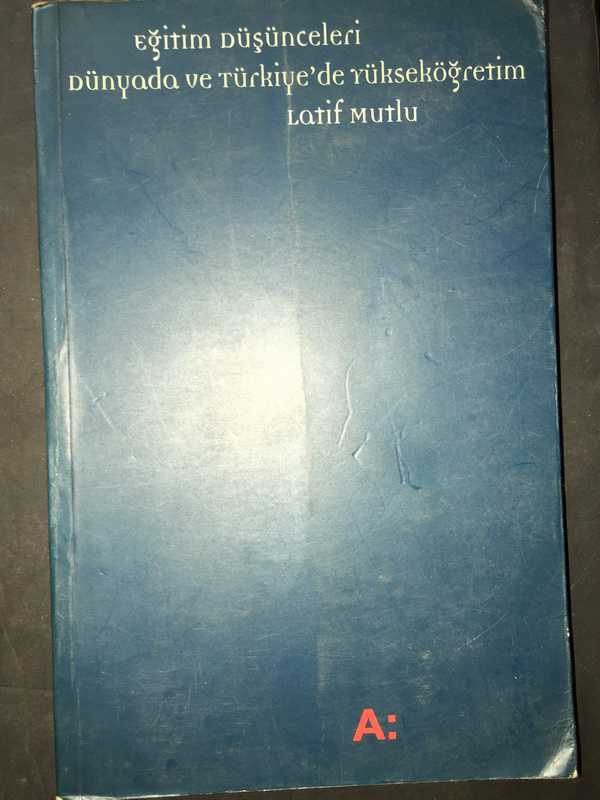 Eğitim Düşünceleri
Dünyada ve Türkiye'de Yükseköğretim
Latif Mutlu
A: